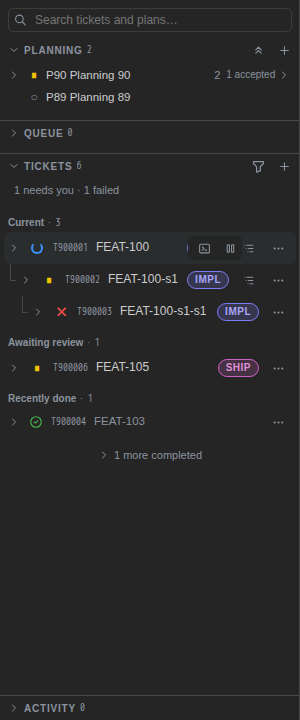 Search tickets and plans…
PLANNING 2
P90 Planning 90 2 1 accepted
P89 Planning 89
QUEUE 0
TICKETS 6
1 needs you · 1 failed
Current · 3
T900001 FEAT-100
T900002 FEAT-100-s1 IMPL
T900003 FEAT-100-s1-s1 IMPL
Awaiting review · 1
T900006 FEAT-105 SHIP
Recently done · 1
T900004 FEAT-103
1 more completed
ACTIVITY 0